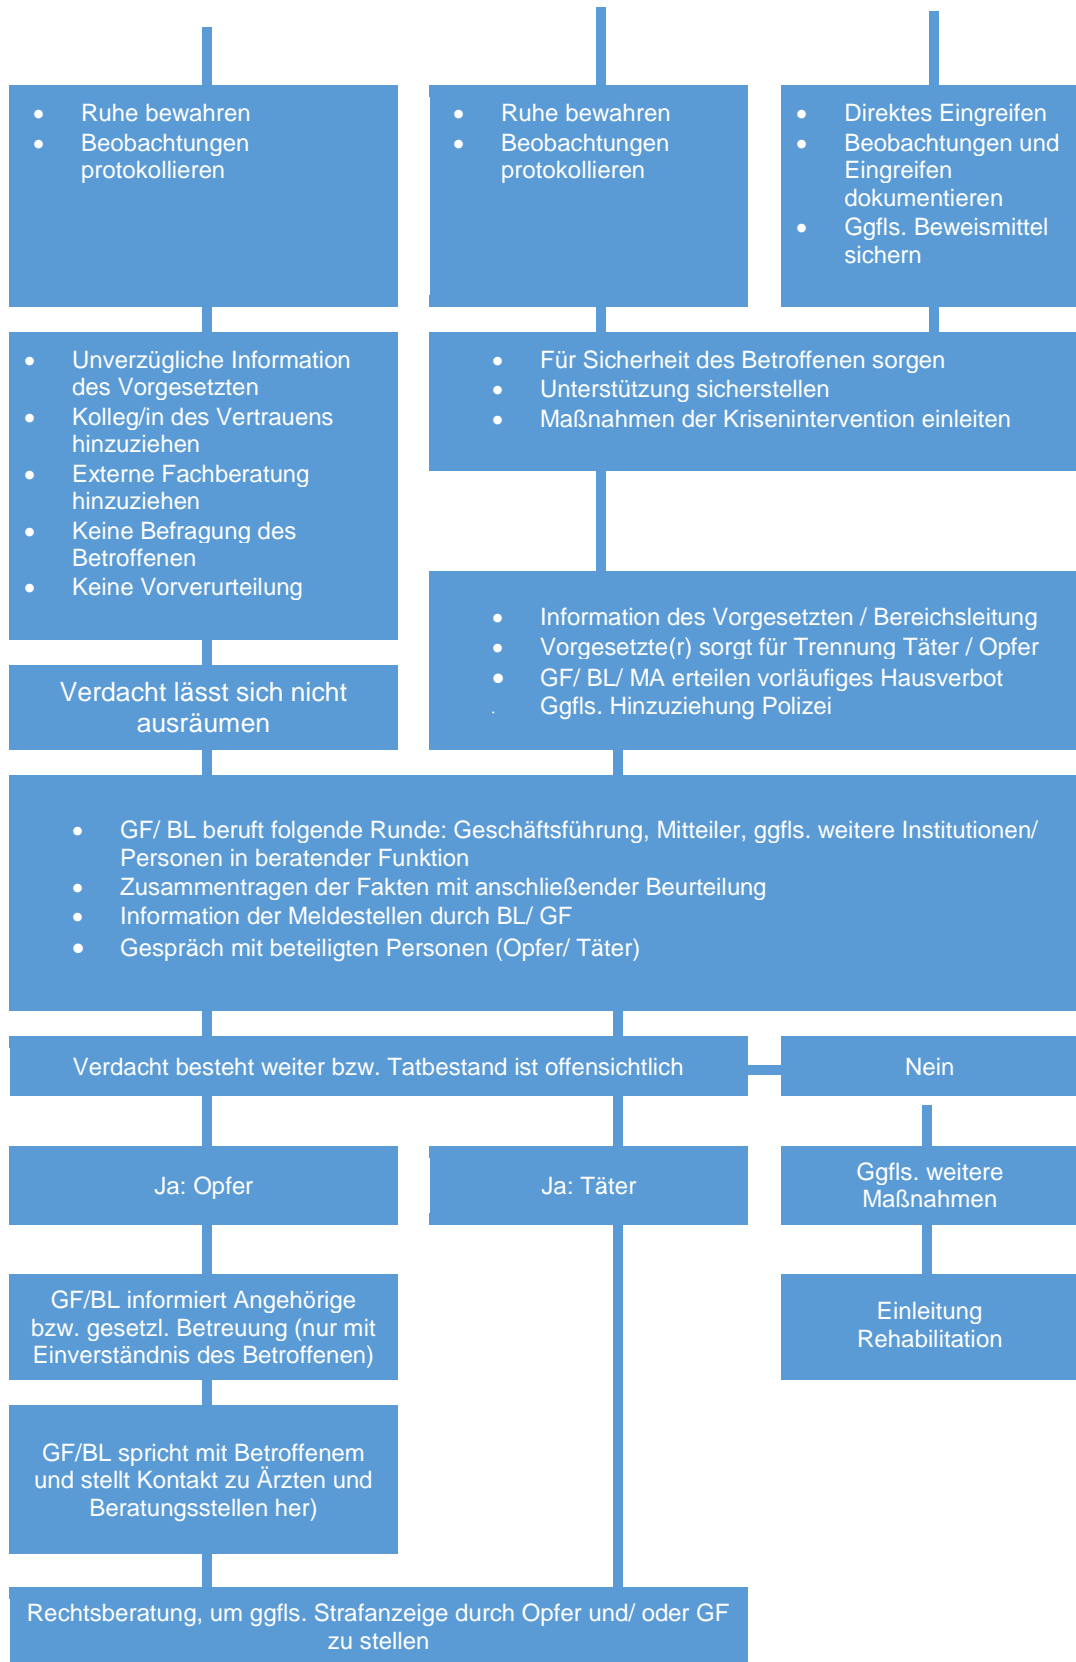 • Ruhe bewahren
• Beobachtungen
protokollieren
• Ruhe bewahren
• Beobachtungen
protokollieren
• Direktes Eingreifen
• Beobachtungen und
Eingreifen
dokumentieren
• Ggfls. Beweismittel
sichern
• Unverzügliche Information
des Vorgesetzten
• Kolleg/in des Vertrauens
hinzuziehen
• Externe Fachberatung
hinzuziehen
• Keine Befragung des
Betroffenen
• Keine Vorverurteilung
• Für Sicherheit des Betroffenen sorgen
• Unterstützung sicherstellen
• Maßnahmen der Krisenintervention einleiten
• Information des Vorgesetzten / Bereichsleitung
• Vorgesetzte(r) sorgt für Trennung Täter / Opfer
• GF/ BL/ MA erteilen vorläufiges Hausverbot
. Ggfls. Hinzuziehung Polizei
Verdacht lässt sich nicht
ausräumen
• GF/ BL beruft folgende Runde: Geschäftsführung, Mitteiler, ggfls. weitere Institutionen/
Personen in beratender Funktion
• Zusammentragen der Fakten mit anschließender Beurteilung
• Information der Meldestellen durch BL/ GF
• Gespräch mit beteiligten Personen (Opfer/ Täter)
Verdacht besteht weiter bzw. Tatbestand ist offensichtlich
Nein
Ja: Opfer
Ja: Täter
Ggfls. weitere
Maßnahmen
GF/BL informiert Angehörige
bzw. gesetzl. Betreuung (nur mit
Einverständnis des Betroffenen)
Einleitung
Rehabilitation
GF/BL spricht mit Betroffenem
und stellt Kontakt zu Ärzten und
Beratungsstellen her)
Rechtsberatung, um ggfls. Strafanzeige durch Opfer und/ oder GF
zu stellen